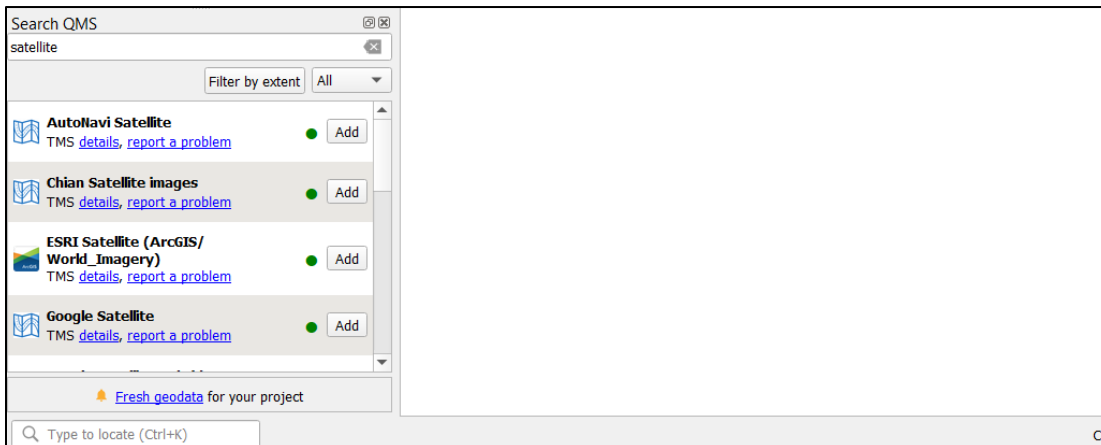 Search QMS
satellite
Filter by extent All
AutoNavi Satellite
TMS details, report a problem
Add
Chian Satellite images
TMS details, report a problem
Add
ESRI Satellite (ArcGIS/
World_Imagery)
TMS details, report a problem
Add
Google Satellite
TMS details, report a problem
Add
Fresh geodata for your project
Type to locate (Ctrl+K)